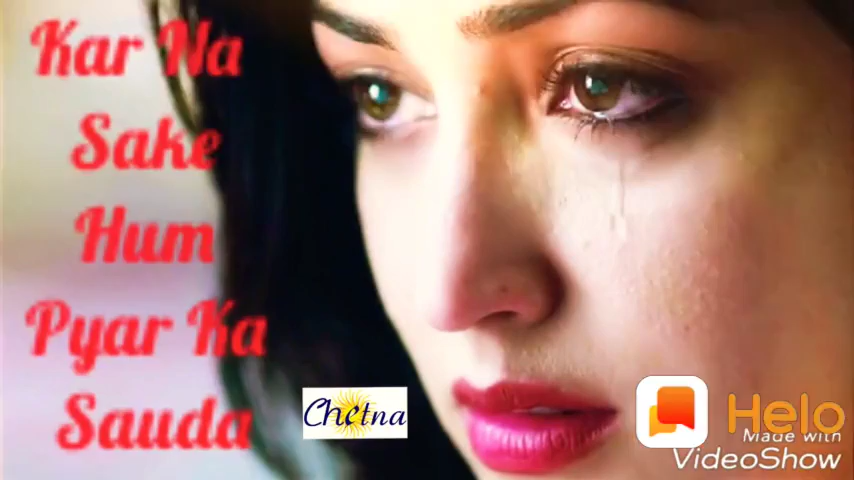 Kar Na
Sake
Hum
Pyar Ka
Sauda
Chetna
Helo
Made with
VideoShow